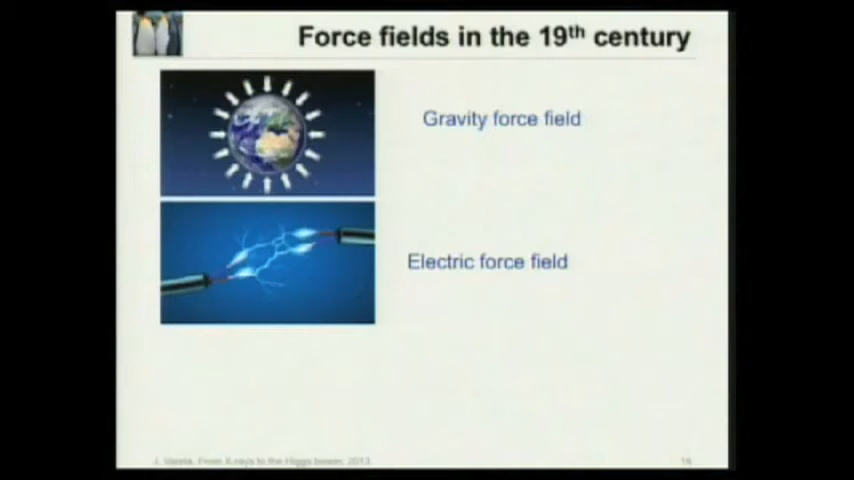 Force fields in the 19th century
Gravity force field
Electric force field
J. Varela, From X-rays to the Higgs boson, 2013
16